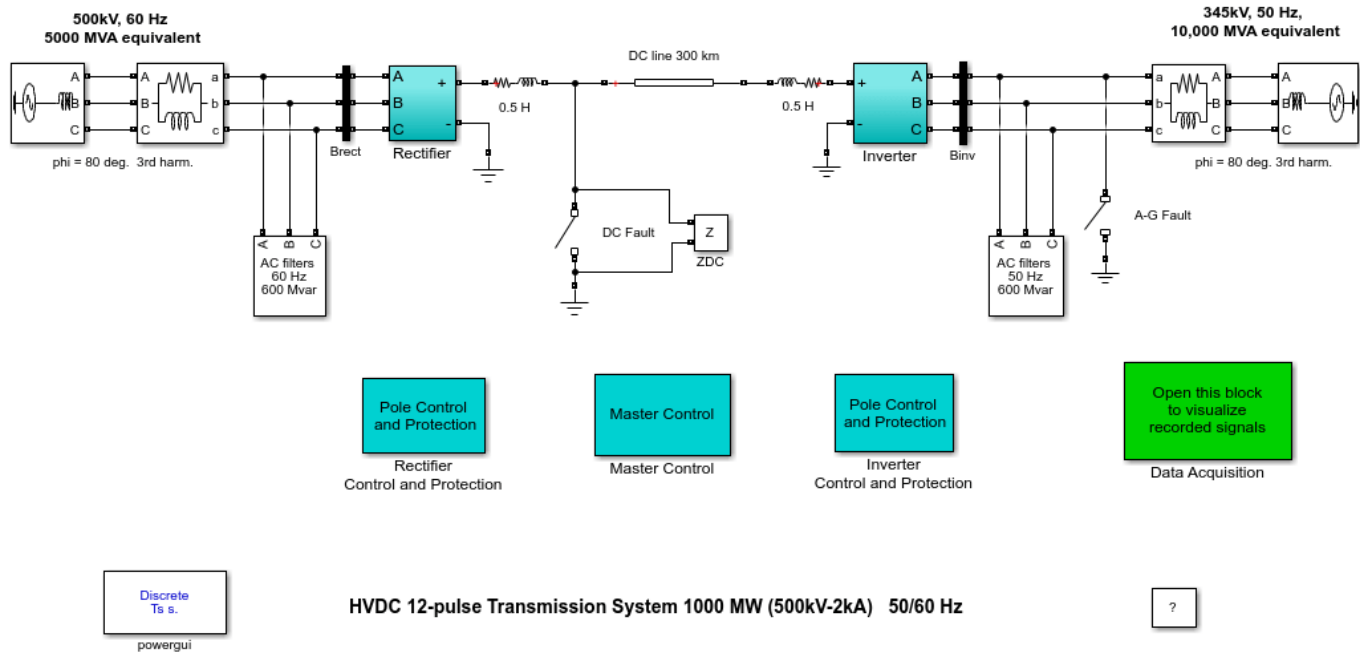 500kV, 60 Hz
5000 MVA equivalent
345kV, 50 Hz,
10,000 MVA equivalent
A
B
C
A
B
C
a
b
c
phi = 80 deg. 3rd harm.
Brect
A
B
C
+
-
Rectifier
0.5 H
DC line 300 km
0.5 H
+
-
A
B
C
Inverter
Binv
a
b
c
A
B
C
A
B
C
phi = 80 deg. 3rd harm.
A
B
C
AC filters
60 Hz
600 Mvar
DC Fault
Z
ZDC
A
B
C
AC filters
50 Hz
600 Mvar
A-G Fault
Pole Control
and Protection
Rectifier
Control and Protection
Master Control
Master Control
Pole Control
and Protection
Inverter
Control and Protection
Open this block
to visualize
recorded signals
Data Acquisition
Discrete
Ts s.
powergui
HVDC 12-pulse Transmission System 1000 MW (500kV-2kA) 50/60 Hz
?